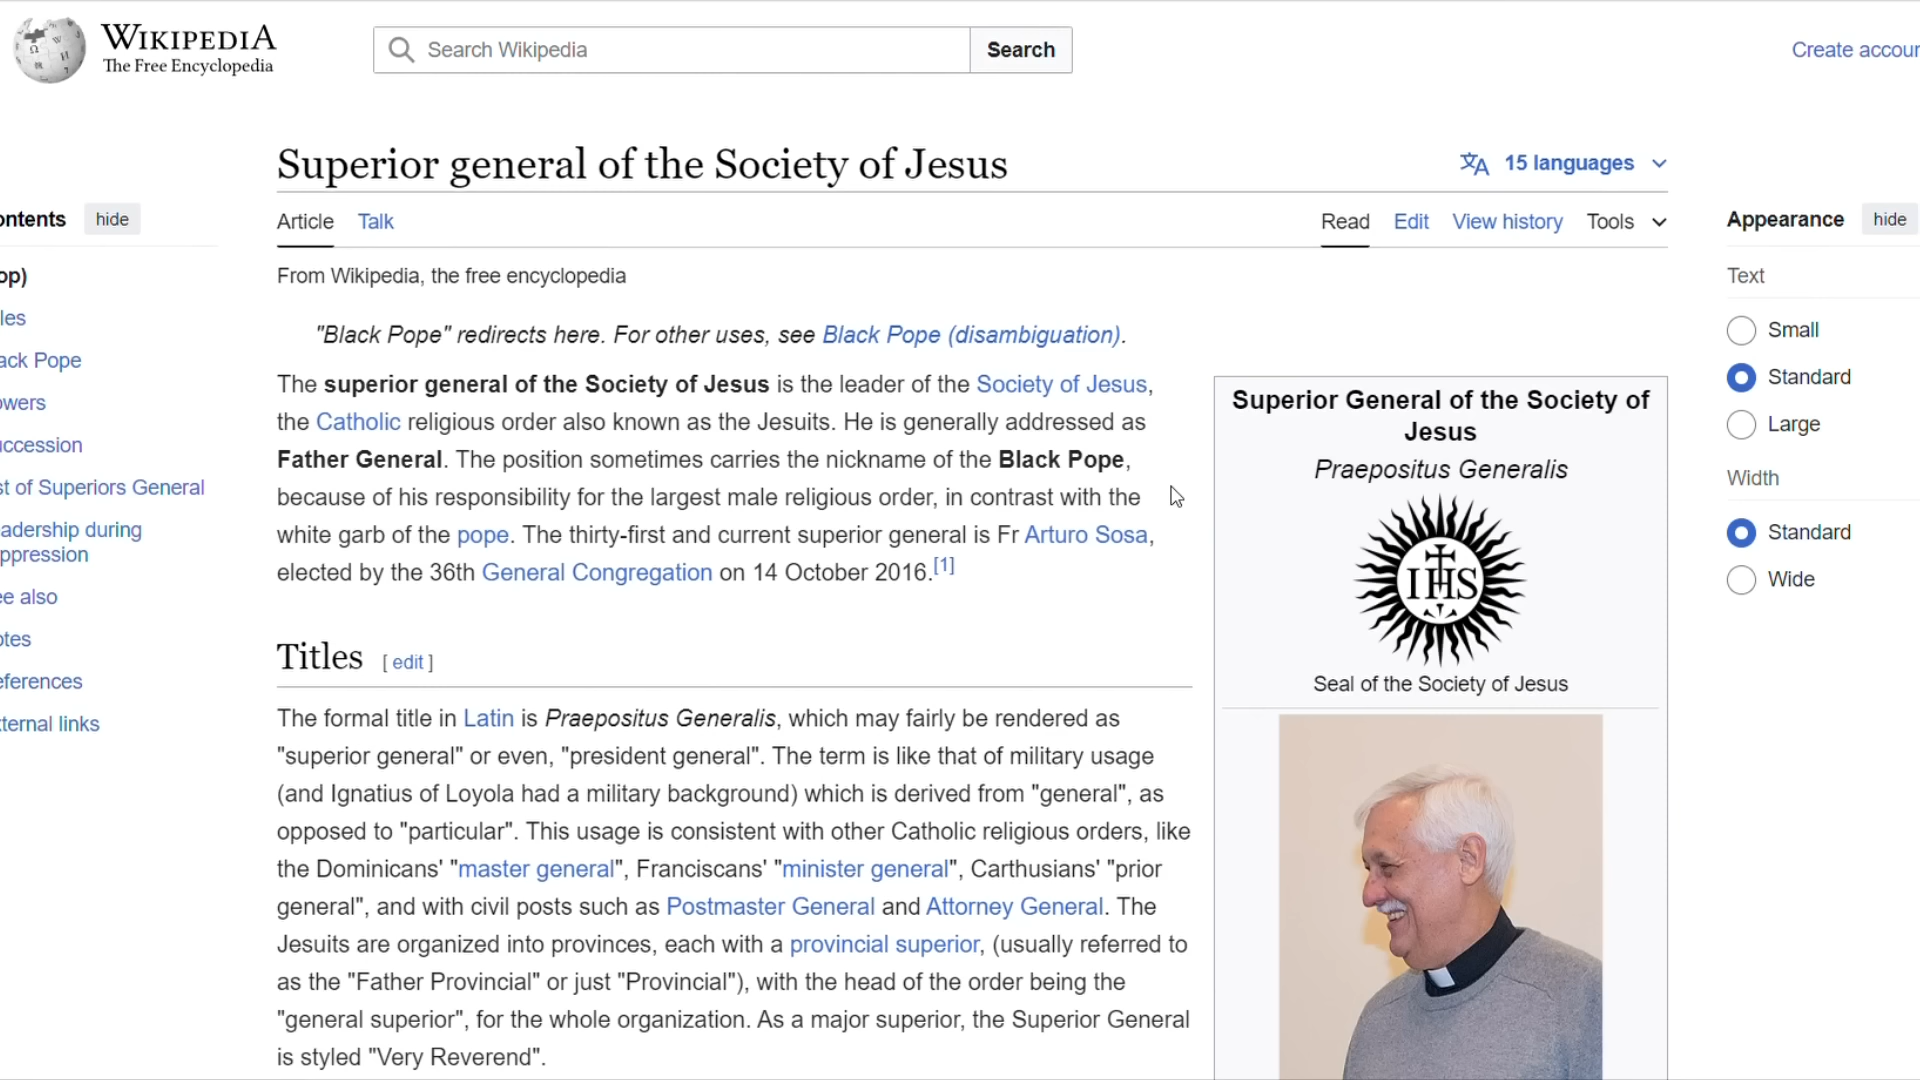 WIKIPEDIA
The Free Encyclopedia
Search Wikipedia
Search
Create accour
Superior general of the Society of Jesus
15 languages
ontents
hide
Article
Talk
Read
Edit
View history
Tools
Appearance
hide
op)
les
ack Pope
owers
uccession
st of Superiors General
adership during
ppression
ee also
otes
eferences
xternal links
From Wikipedia, the free encyclopedia
"Black Pope" redirects here. For other uses, see Black Pope (disambiguation).
The superior general of the Society of Jesus is the leader of the Society of Jesus,
the Catholic religious order also known as the Jesuits. He is generally addressed as
Father General. The position sometimes carries the nickname of the Black Pope,
because of his responsibility for the largest male religious order, in contrast with the
white garb of the pope. The thirty-first and current superior general is Fr Arturo Sosa,
elected by the 36th General Congregation on 14 October 2016.[1]
Titles [ edit ]
The formal title in Latin is Praepositus Generalis, which may fairly be rendered as
"superior general" or even, "president general". The term is like that of military usage
(and Ignatius of Loyola had a military background) which is derived from "general", as
opposed to "particular". This usage is consistent with other Catholic religious orders, like
the Dominicans' "master general", Franciscans' "minister general", Carthusians' "prior
general", and with civil posts such as Postmaster General and Attorney General. The
Jesuits are organized into provinces, each with a provincial superior, (usually referred to
as the "Father Provincial" or just "Provincial"), with the head of the order being the
"general superior", for the whole organization. As a major superior, the Superior General
is styled "Very Reverend".
Superior General of the Society of
Jesus
Praepositus Generalis
IHS
Seal of the Society of Jesus
Text
Small
Standard
Large
Width
Standard
Wide